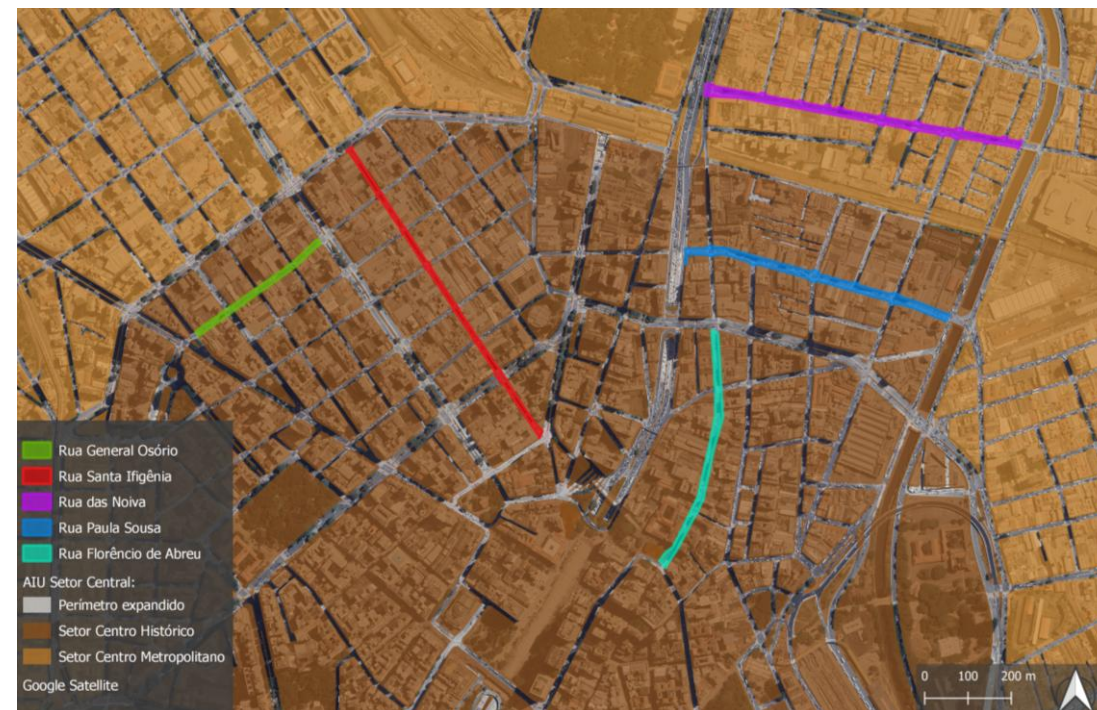 Rua General Osório
Rua Santa Ifigênia
Rua das Noiva
Rua Paula Sousa
Rua Florêncio de Abreu
AIU Setor Central:
Perímetro expandido
Setor Centro Histórico
Setor Centro Metropolitano
Google Satellite
0 100 200 m